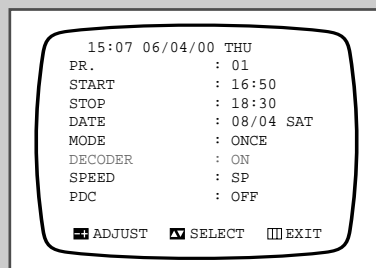 15:07 06/04/00 THU
PR. : 01
START : 16:50
STOP : 18:30
DATE : 08/04 SAT
MODE : ONCE
DECODER : ON
SPEED : SP
PDC : OFF
ADJUST SELECT EXIT